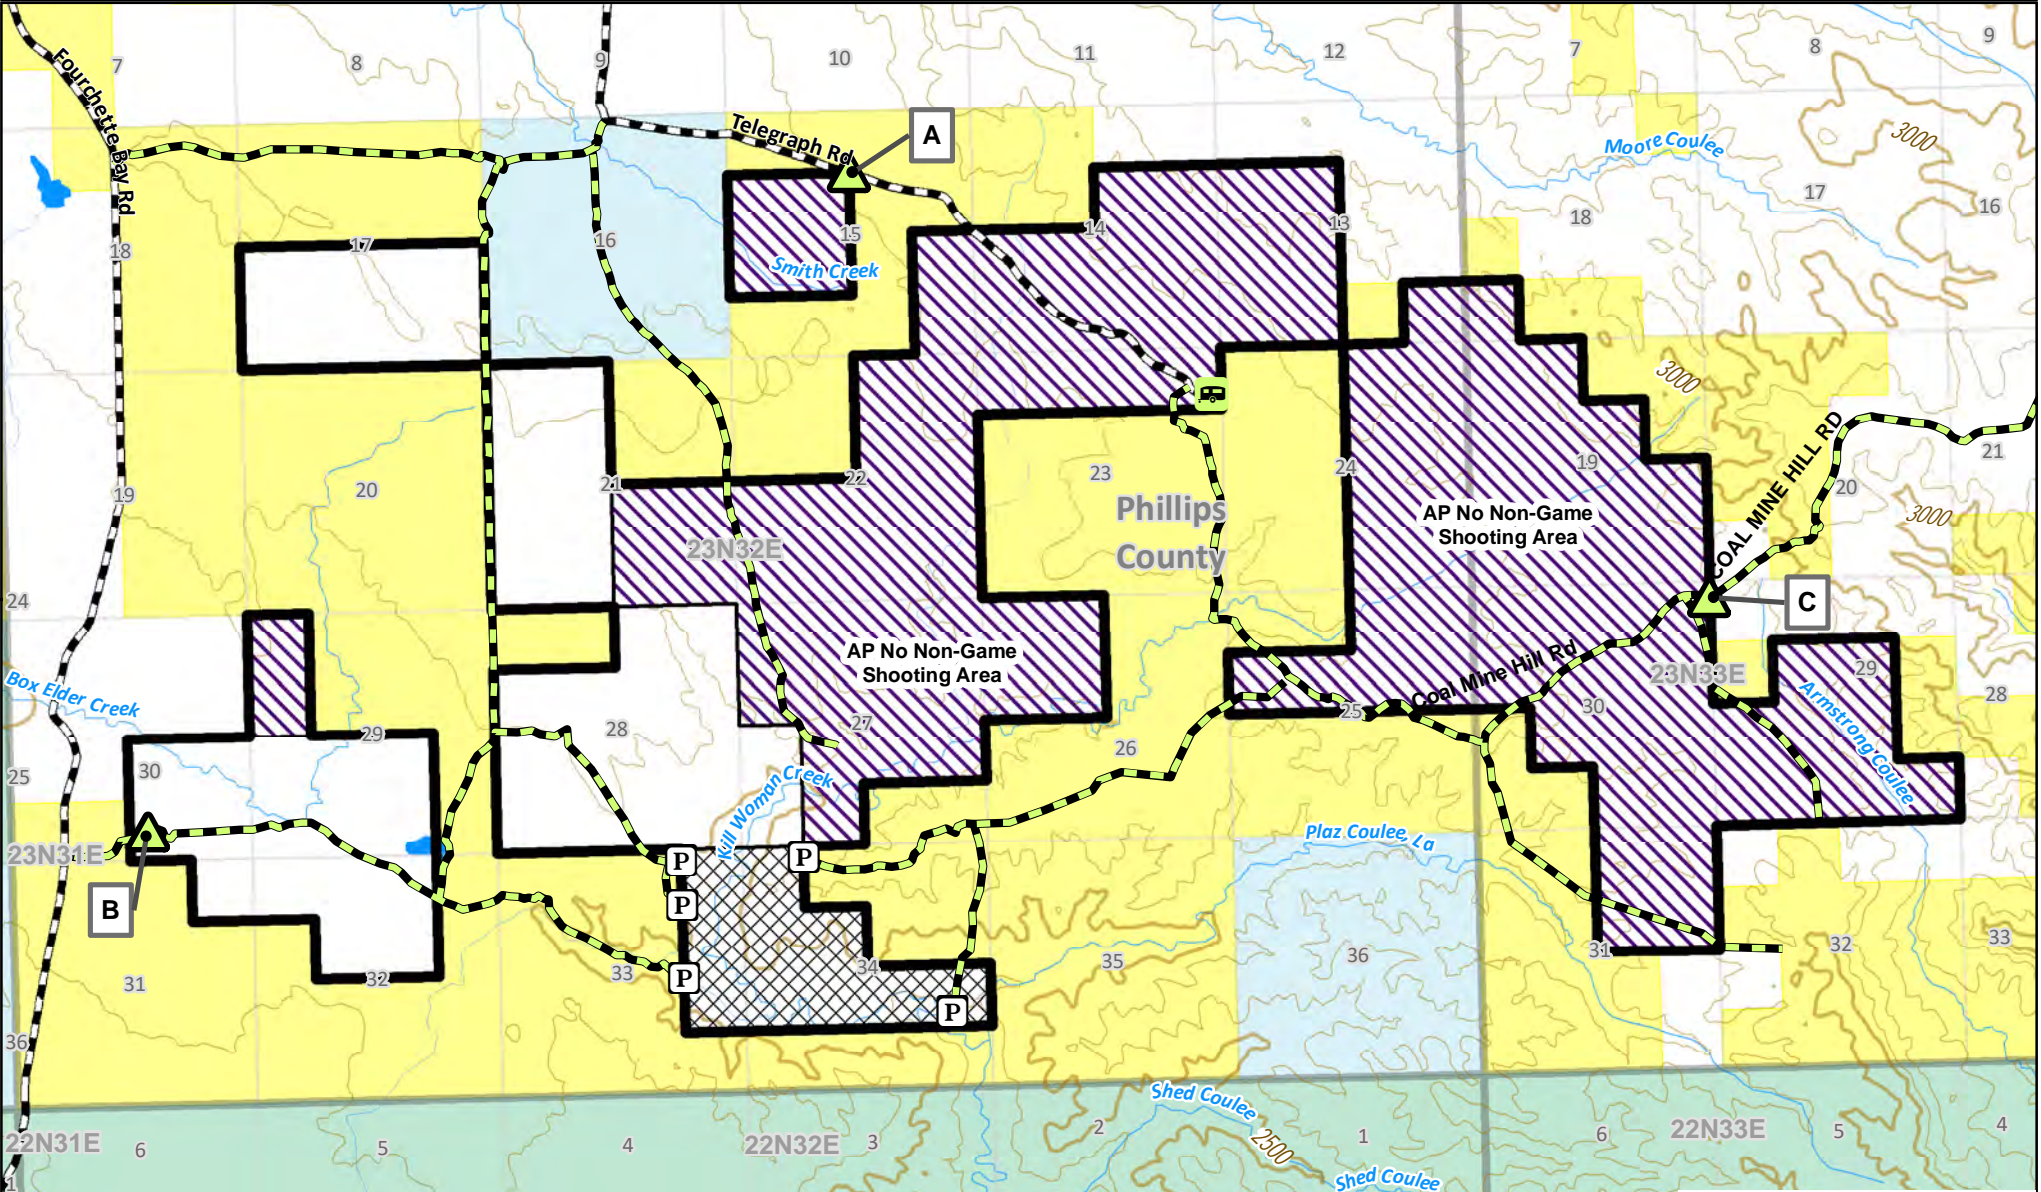 7
8
9
10
11
12
7
8
9
Fourchette Bay Rd
Telegraph Rd
A
Moore Coulee
3000
18
17
16
15
14
13
18
17
16
Smith Creek
3000
19
20
21
22
23
24
19
20
21
COAL MINE HILL RD
3000
Phillips
County
23N32E
AP No Non-Game
Shooting Area
AP No Non-Game
Shooting Area
24
C
Box Elder Creek
Coal Mine Hill Rd
23N33E
29
28
25
30
29
28
27
26
25
30
Armstrong Coulee
Kill Woman Creek
23N31E
B
P
P
P
P
P
Plaz Coulee, La
31
32
33
34
35
36
31
32
33
36
Shed Coulee
2500
22N31E
6
5
4
22N32E
3
2
1
6
22N33E
5
4
1
Shed Coulee